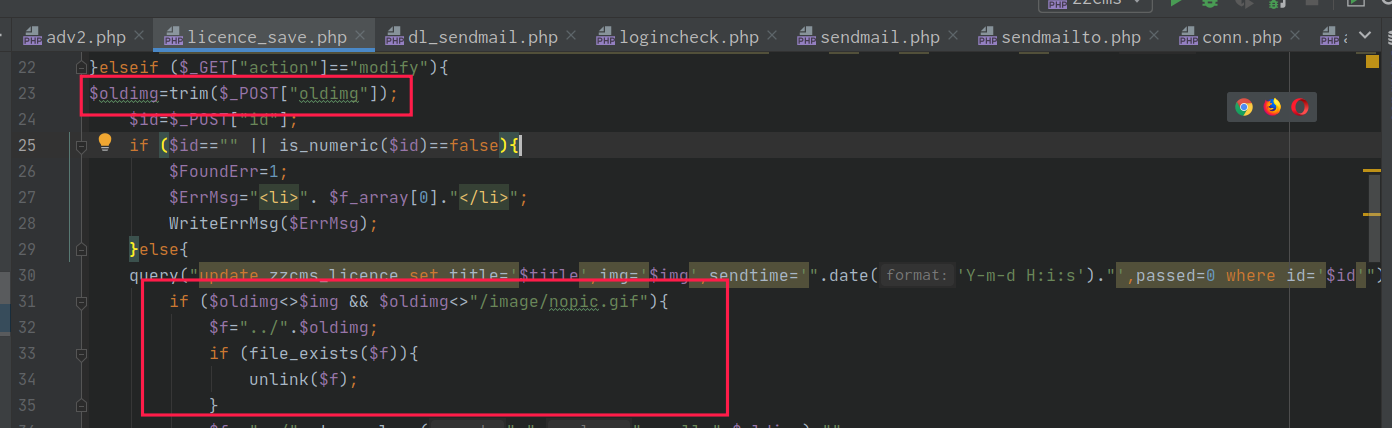 zzcms
adv2.php × licence_save.php × dl_sendmail.php × logincheck.php × sendmail.php × sendmailto.php × conn.php ×
22 }elseif ($_GET["action"]=="modify"){
23 $oldimg=trim($_POST["oldimg"]);
24 $id=$_POST["id"];
25 if ($id=="" || is_numeric($id)==false){
26 $FoundErr=1;
27 $ErrMsg="<li>". $f_array[0]."</li>";
28 WriteErrMsg($ErrMsg);
29 }else{
30 query("update zzcms_licence set title='$title',img='$img',sendtime='".date( format: 'Y-m-d H:i:s')."',passed=0 where id='$id'")
31 if ($oldimg<>$img && $oldimg<>"/image/nopic.gif"){
32 $f="../".$oldimg;
33 if (file_exists($f)){
34 unlink($f);
35 }